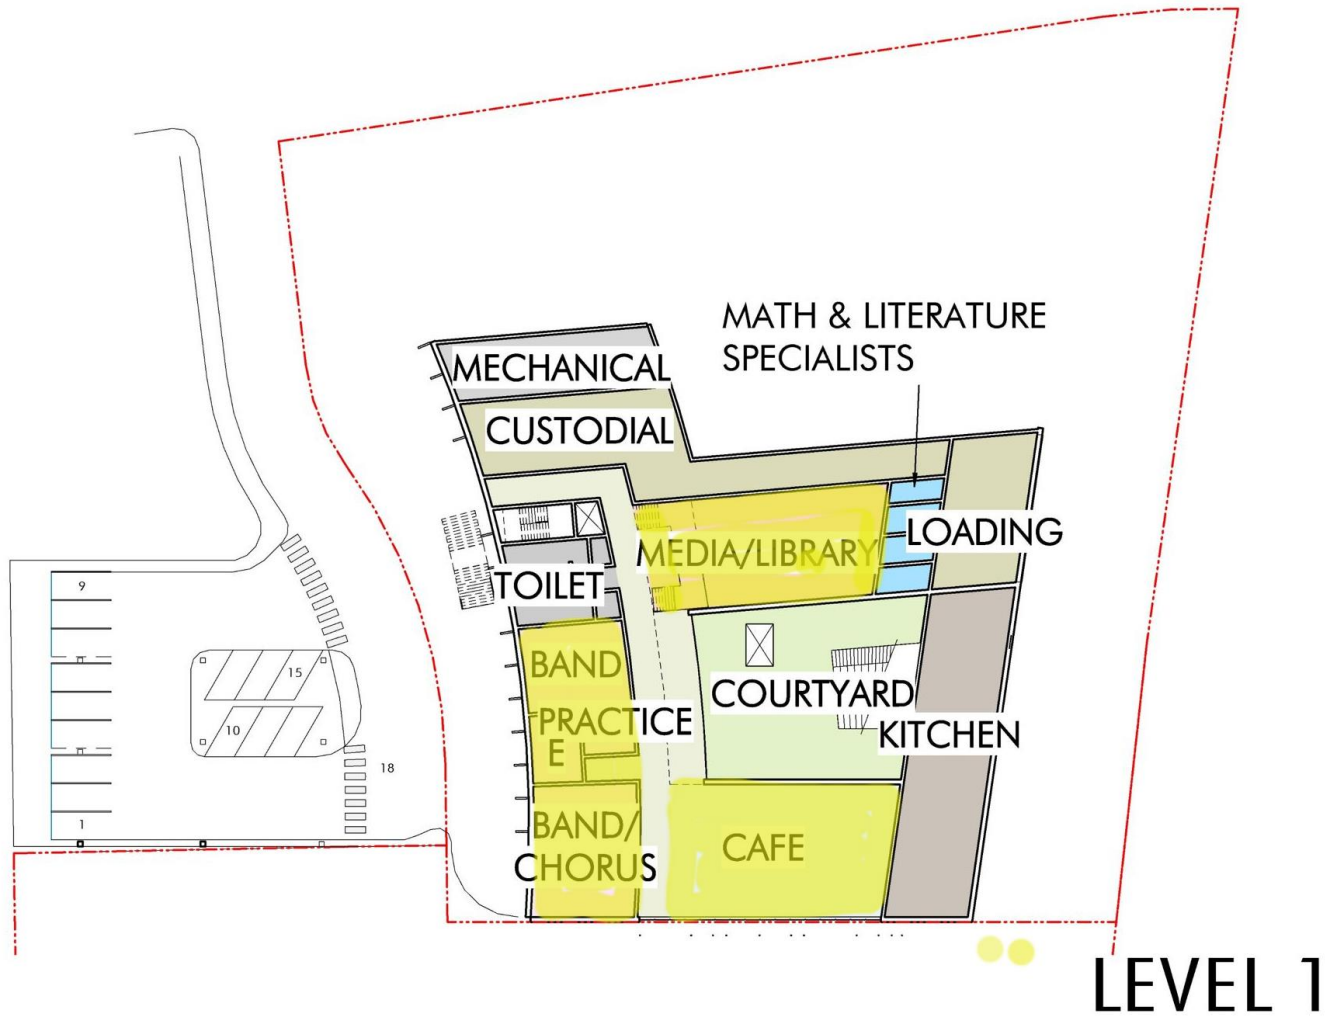 MATH & LITERATURE
SPECIALISTS
MECHANICAL
CUSTODIAL
LOADING
MEDIA/LIBRARY
TOILET
9
BAND
15
COURTYARD
PRACTICE
10
KITCHEN
E
18
1
BAND/
CHORUS
CAFE
LEVEL 1